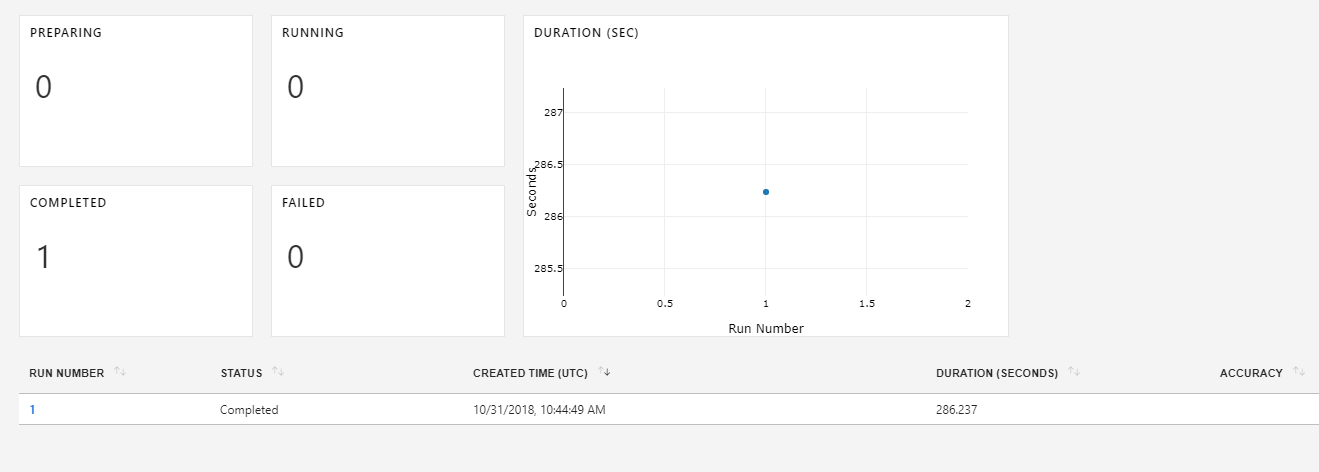 PREPARING
0
RUNNING
0
COMPLETED
1
FAILED
0
DURATION (SEC)
287
286.5
286
285.5
Seconds
0 0.5 1 1.5 2
Run Number
RUN NUMBER STATUS CREATED TIME (UTC) DURATION (SECONDS) ACCURACY
1 Completed 10/31/2018, 10:44:49 AM 286.237